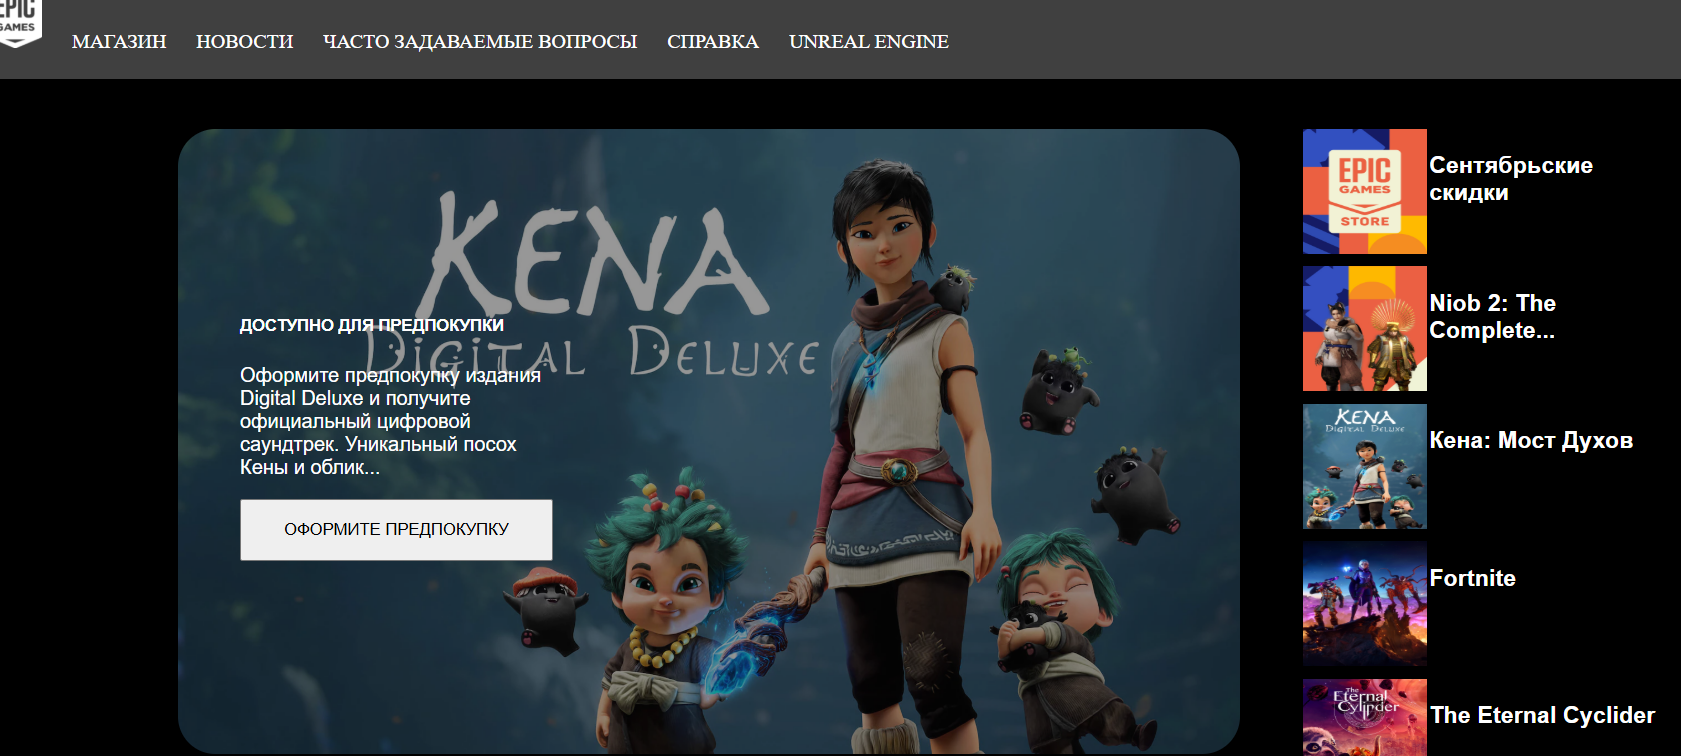 EPIC
GAMES
МАГАЗИН НОВОСТИ ЧАСТО ЗАДАВАЕМЫЕ ВОПРОСЫ СПРАВКА UNREAL ENGINE
KENA
DIGITAL DELUXE
ДОСТУПНО ДЛЯ ПРЕДПОКУПКИ
Оформите предпокупку издания
Digital Deluxe и получите
официальный цифровой
саундтрек. Уникальный посох
Кены и облик...
ОФОРМИТЕ ПРЕДПОКУПКУ
EPIC
GAMES
STORE
Сентябрьские
скидки
Niob 2: The
Complete...
KENA
DIGITAL DELUXE
Кена: Мост Духов
Fortnite
The
Eternal
Cylinder
The Eternal Cyclider